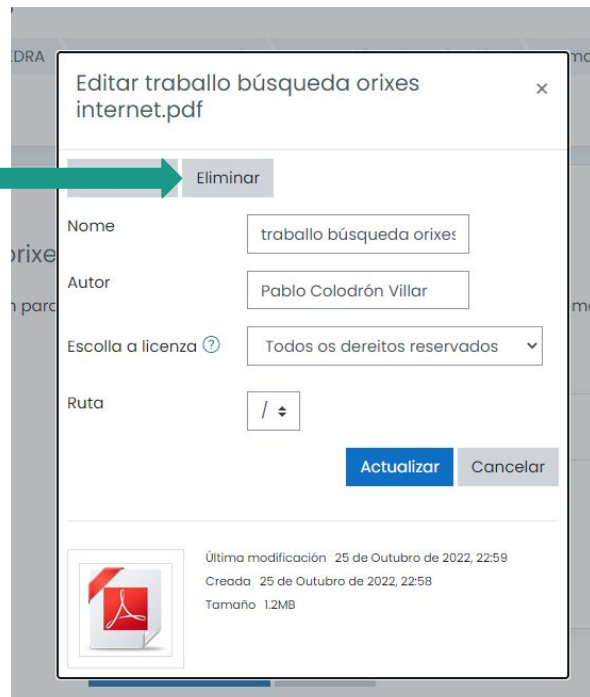 EDRA
Editar traballo búsqueda orixes
internet.pdf
×
Eliminar
Nome
traballo búsqueda orixes
Autor
Pablo Colodrón Villar
Escolla a licenza ?
Todos os dereitos reservados
Ruta
/
Actualizar Cancelar
Última modificación 25 de Outubro de 2022, 22:59
Creada 25 de Outubro de 2022, 22:58
Tamaño 1.2MB